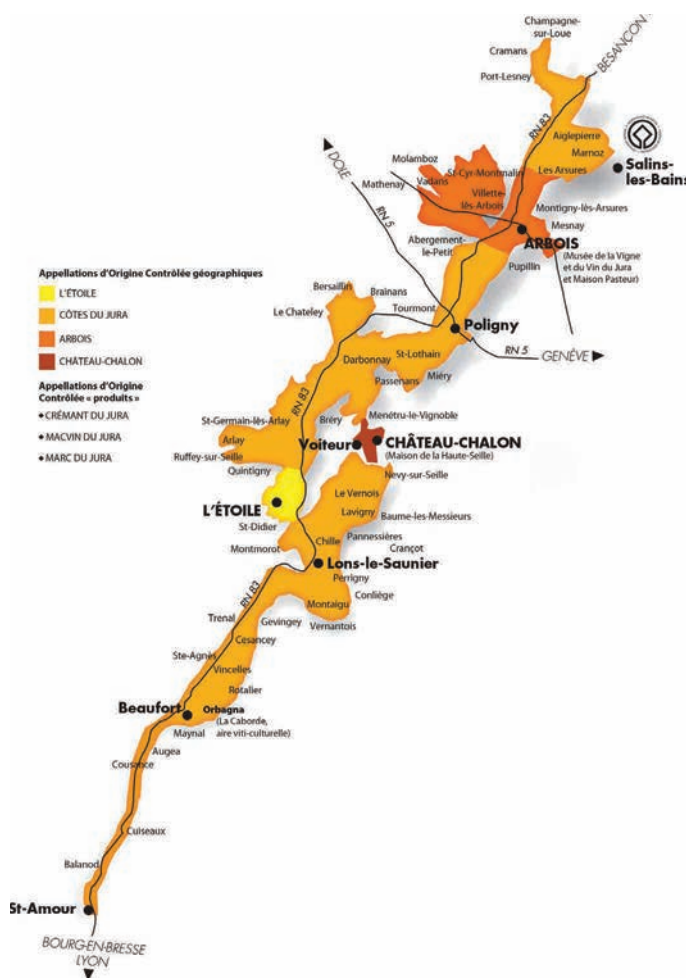 Champagne-
sur-Loue
Cramans
Port-Lesney
BESANÇON
RN 83
Aiglepierre
Marnoz
Salins-
les-Bains
Les Arsures
DOLE
RN 5
Molamboz
St-Cyr-Montmalin
Mathenay
Vadans
Villette-
lès-Arbois
Montigny-lès-Arsures
Mesnay
ARBOIS
(Musée de la Vigne
et du Vin du Jura
et Maison Pasteur)
Abergement-
le-Petit
Pupillin
Appellations d'Origine Contrôlée géographiques
L'ÉTOILE
CÔTES DU JURA
ARBOIS
CHÂTEAU-CHALON
Appellations d'Origine
Contrôlée « produits »
CRÉMANT DU JURA
MACVIN DU JURA
MARC DU JURA
Bersaillin
Brainans
Le Chateley
Tourmont
Poligny
RN 5
GENÈVE
Darbonnay
St-Lothain
Passenans
Miéry
RN 83
St-Germain-lès-Arlay
Bréry
Menétru-le-Vignoble
Arlay
Voiteur
CHÂTEAU-CHALON
(Maison de la Haute-Seille)
Ruffey-sur-Seille
Quintigny
Nevy-sur-Seille
Le Vernois
L'ÉTOILE
Lavigny
Baume-les-Messieurs
St-Didier
Montmorot
Chille
Pannessières
Crançot
Lons-le-Saunier
Perrigny
RN 83
Conliège
Montaigu
Trenal
Gevingey
Vernantois
Cesancey
Ste-Agnès
Vincelles
Rotalier
Beaufort
Orbagna
(La Caborde,
aire viti-culturelle)
Maynal
Augea
Cousance
Cuiseaux
Balanod
St-Amour
BOURG-EN-BRESSE
LYON